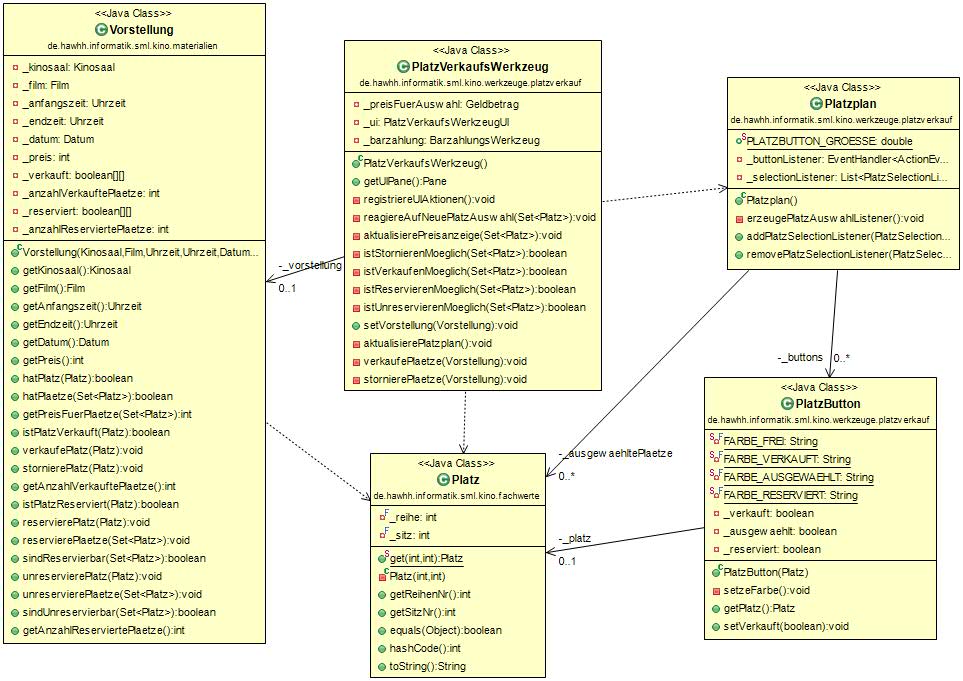 <<Java Class>>
Vorstellung
de.hawhh.informatik.sml.kino.materialien
_kinosaal: Kinosaal
_film: Film
_anfangszeit: Uhrzeit
_endzeit: Uhrzeit
_datum: Datum
_preis: int
_verkauft: boolean[][]
_anzahlVerkauftePlaetze: int
_reserviert: boolean[][]
_anzahlReserviertePlaetze: int
Vorstellung(Kinosaal,Film,Uhrzeit,Uhrzeit,Datum...
getKinosaal():Kinosaal
getFilm():Film
getAnfangszeit():Uhrzeit
getEndzeit():Uhrzeit
getDatum():Datum
getPreis():int
hatPlatz(Platz):boolean
hatPlaetze(Set<Platz>):boolean
getPreisFuerPlaetze(Set<Platz>):int
istPlatzVerkauft(Platz):boolean
verkaufePlatz(Platz):void
stornierePlatz(Platz):void
getAnzahlVerkauftePlaetze():int
istPlatzReserviert(Platz):boolean
reservierePlatz(Platz):void
reservierePlaetze(Set<Platz>):void
sindReservierbar(Set<Platz>):boolean
unreservierePlatz(Platz):void
unreservierePlaetze(Set<Platz>):void
sindUnreservierbar(Set<Platz>):boolean
getAnzahlReserviertePlaetze():int
-_vorstellung
0..1
<<Java Class>>
PlatzVerkaufsWerkzeug
de.hawhh.informatik.sml.kino.werkzeuge.platzverkauf
_preisFuerAuswahl: Geldbetrag
_ui: PlatzVerkaufsWerkzeugUI
_barzahlung: BarzahlungsWerkzeug
PlatzVerkaufsWerkzeug()
getUIPane():Pane
registriereUIAktionen():void
reagiereAufNeuePlatzAuswahl(Set<Platz>):void
aktualisierePreisanzeige(Set<Platz>):void
istStornierenMoeglich(Set<Platz>):boolean
istVerkaufenMoeglich(Set<Platz>):boolean
istReservierenMoeglich(Set<Platz>):boolean
istUnreservierenMoeglich(Set<Platz>):boolean
setVorstellung(Vorstellung):void
aktualisierePlatzplan():void
verkaufePlaetze(Vorstellung):void
stornierePlaetze(Vorstellung):void
<<Java Class>>
Platzplan
de.hawhh.informatik.sml.kino.werkzeuge.platzverkauf
PLATZBUTTON_GROESSE: double
_buttonListener: EventHandler<ActionEv...
_selectionListener: List<PlatzSelectionLi...
Platzplan()
erzeugePlatzAuswahlListener():void
addPlatzSelectionListener(PlatzSelection...
removePlatzSelectionListener(PlatzSelec...
-_buttons
0..*
-_ausgewaehltePlaetze
0..*
<<Java Class>>
Platz
de.hawhh.informatik.sml.kino.fachwerte
_reihe: int
_sitz: int
get(int,int):Platz
Platz(int,int)
getReihenNr():int
getSitzNr():int
equals(Object):boolean
hashCode():int
toString():String
-_platz
0..1
<<Java Class>>
PlatzButton
de.hawhh.informatik.sml.kino.werkzeuge.platzverkauf
FARBE_FREI: String
FARBE_VERKAUFT: String
FARBE_AUSGEWAEHLT: String
FARBE_RESERVIERT: String
_verkauft: boolean
_ausgewaehlt: boolean
_reserviert: boolean
PlatzButton(Platz)
setzeFarbe():void
getPlatz():Platz
setVerkauft(boolean):void